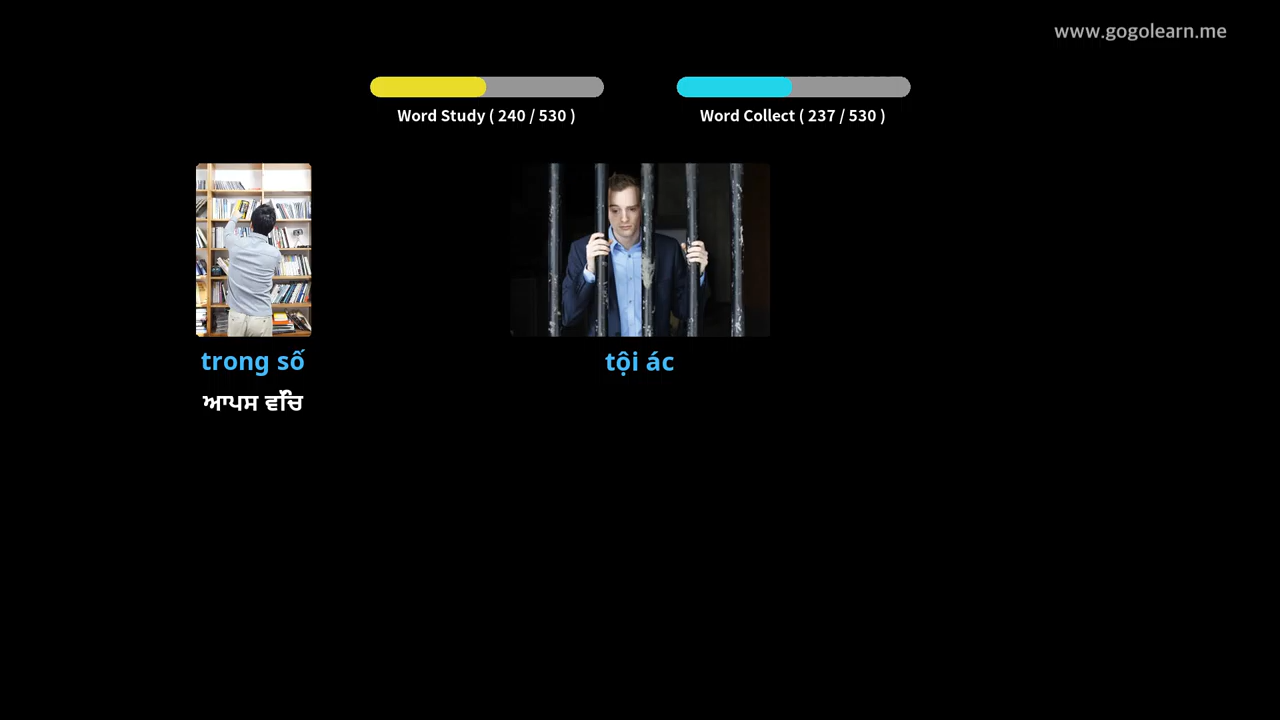 www.gogolearn.me
Word Study ( 240 / 530 )
Word Collect ( 237 / 530 )
trong số
ਆਪਸ ਵੱਚਿ
tội ác